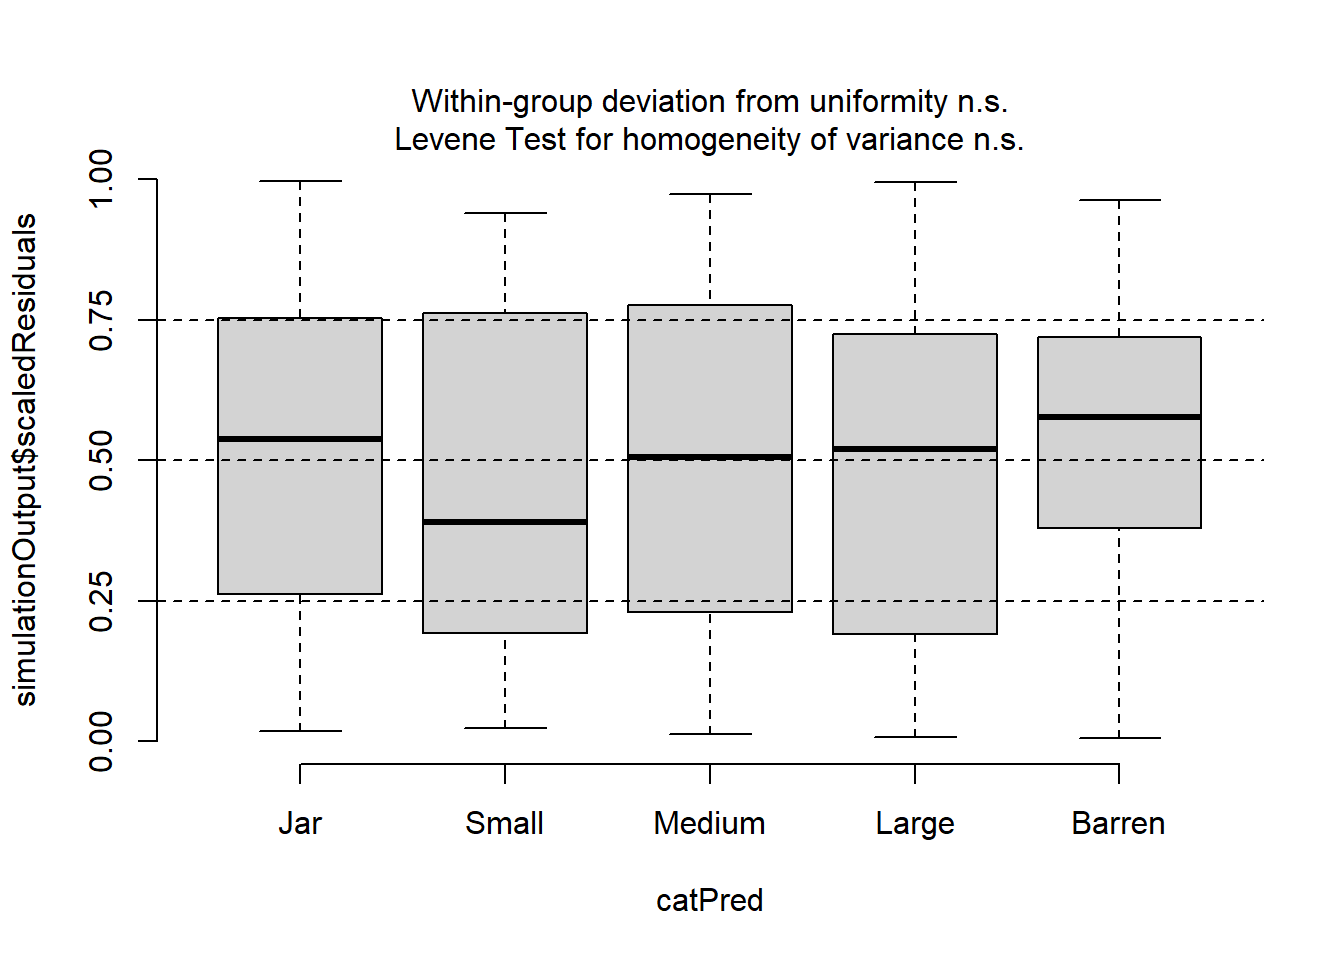 Within-group deviation from uniformity n.s.
Levene Test for homogeneity of variance n.s.
simulationOutput$scaledResiduals
1.00
0.75
0.50
0.25
0.00
Jar Small Medium Large Barren
catPred